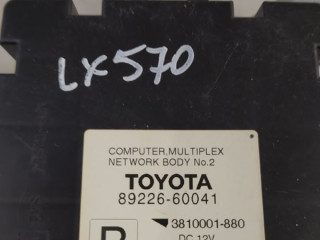 LX570
COMPUTER, MULTIPLEX
NETWORK BODY No.2
TOYOTA
89226-60041
3810001-880
DC 12V